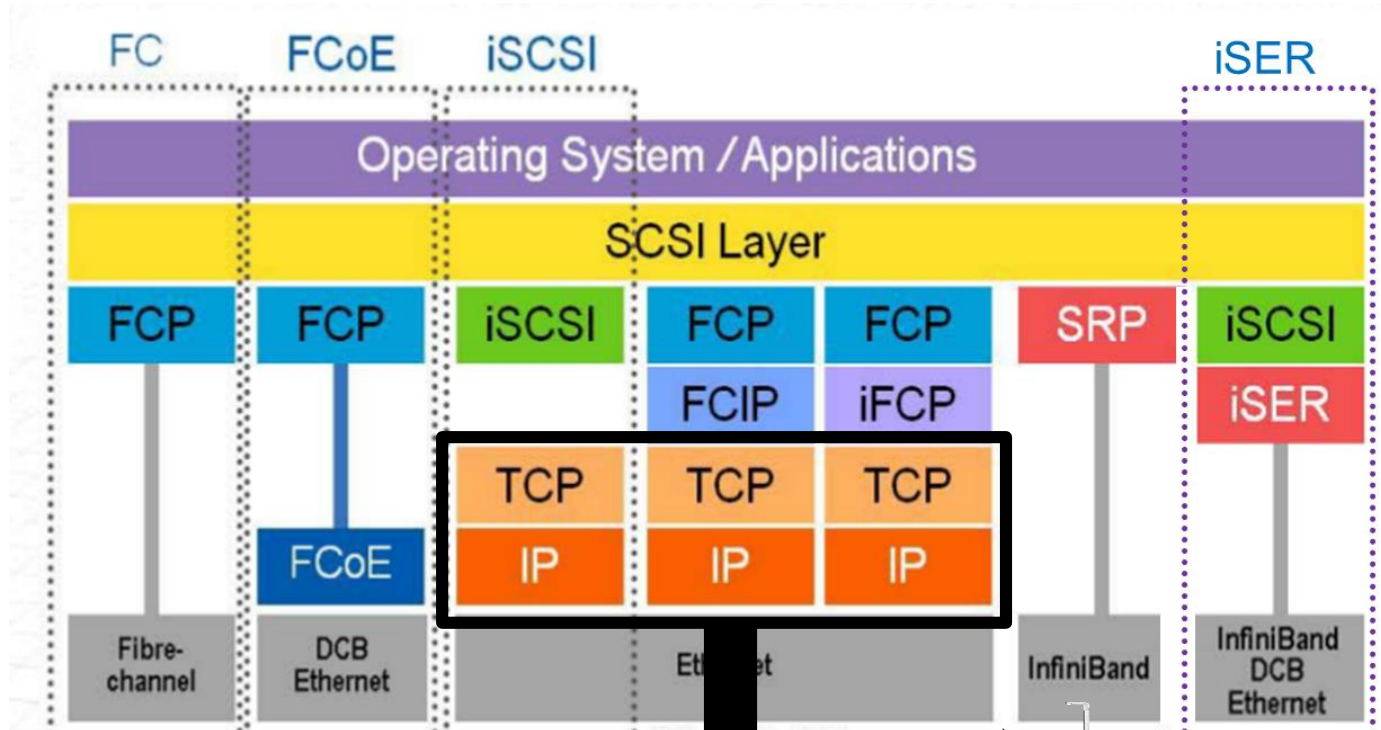 FC
FCoE
iSCSI
iSER
Operating System / Applications
SCSI Layer
FCP
FCP
iSCSI
FCP
FCP
SRP
iSCSI
FCIP
iFCP
iSER
TCP
TCP
TCP
FCoE
IP
IP
IP
Fibre-
channel
DCB
Ethernet
InfiniBand
InfiniBand
DCB
Ethernet